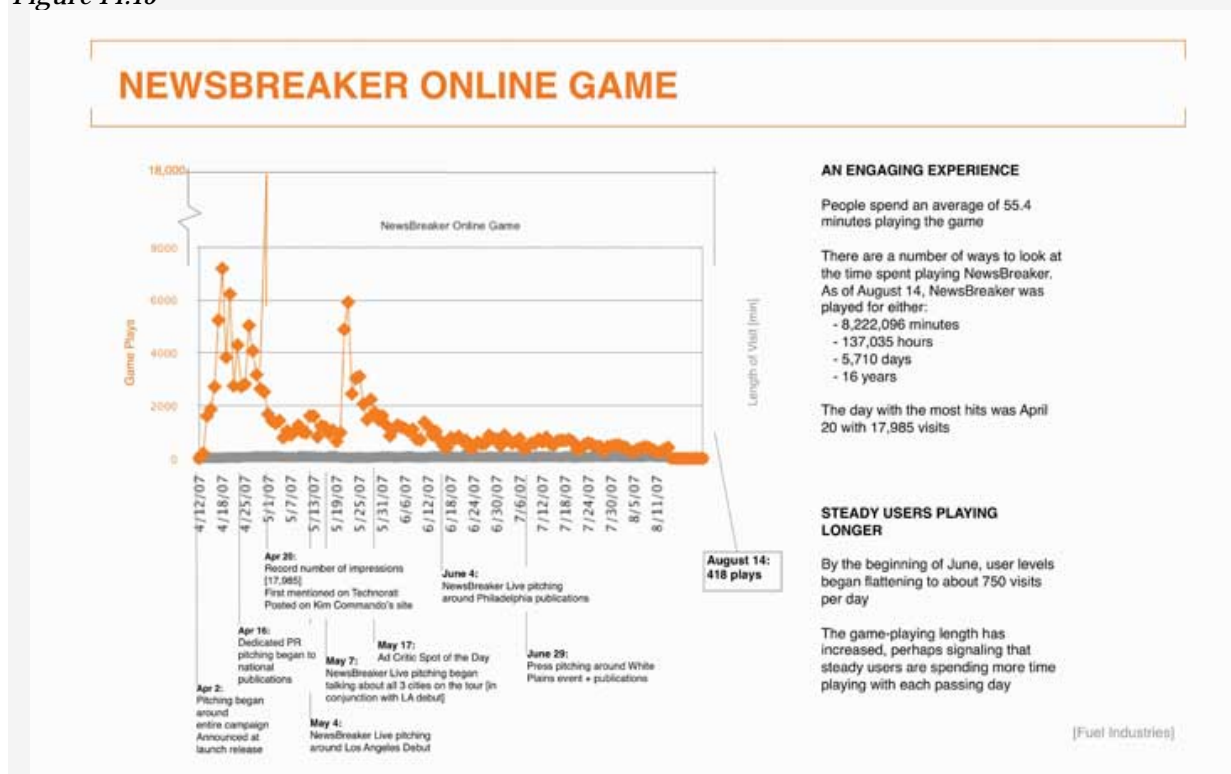 NEWSBREAKER ONLINE GAME
18,000
NewsBreaker Online Game
8000
6000
4000
2000
0
Game Plays
Length of Visit [min]
4/12/07
4/18/07
4/25/07
5/1/07
5/7/07
5/13/07
5/19/07
5/25/07
5/31/07
6/6/07
6/12/07
6/18/07
6/24/07
6/30/07
7/6/07
7/12/07
7/18/07
7/24/07
7/30/07
8/5/07
8/11/07
August 14:
418 plays
Apr 20:
Record number of impressions
[17,985]
First mentioned on Technorati
Posted on Kim Commando's site
June 4:
NewsBreaker Live pitching
around Philadelphia publications
Apr 16:
Dedicated PR
pitching began to
national
publications
May 17:
Ad Critic Spot of the Day
May 7:
NewsBreaker Live pitching began
talking about all 3 cities on the tour [in
conjunction with LA debut]
June 29:
Press pitching around White
Plains event + publications
Apr 2:
Pitching began
around
entire campaign
Announced at
launch release
May 4:
NewsBreaker Live pitching
around Los Angeles Debut
AN ENGAGING EXPERIENCE
People spend an average of 55.4
minutes playing the game
There are a number of ways to look at
the time spent playing NewsBreaker.
As of August 14, NewsBreaker was
played for either:
- 8,222,096 minutes
- 137,035 hours
- 5,710 days
- 16 years
The day with the most hits was April
20 with 17,985 visits
STEADY USERS PLAYING
LONGER
By the beginning of June, user levels
began flattening to about 750 visits
per day
The game-playing length has
increased, perhaps signaling that
steady users are spending more time
playing with each passing day
[Fuel Industries]